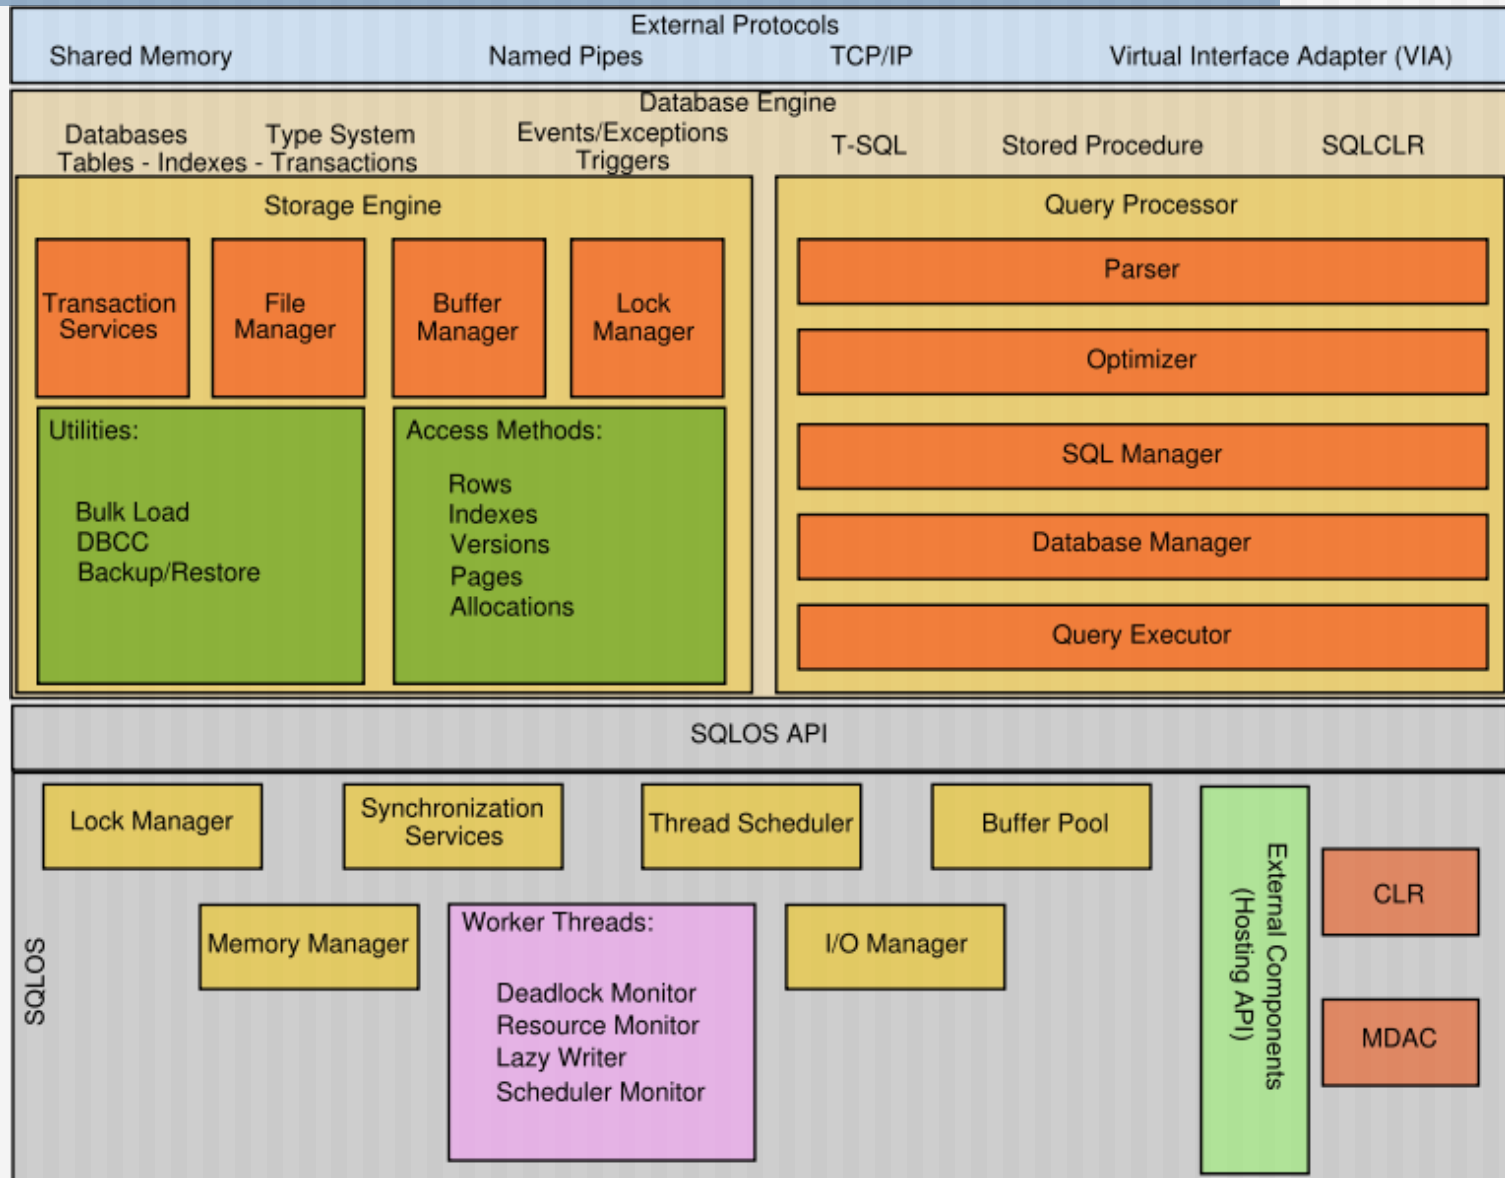 External Protocols
Shared Memory
Named Pipes
TCP/IP
Virtual Interface Adapter (VIA)
Database Engine
Databases
Type System
Tables - Indexes - Transactions
Events/Exceptions
Triggers
T-SQL
Stored Procedure
SQLCLR
Storage Engine
Transaction
Services
File
Manager
Buffer
Manager
Lock
Manager
Utilities:
Bulk Load
DBCC
Backup/Restore
Access Methods:
Rows
Indexes
Versions
Pages
Allocations
Query Processor
Parser
Optimizer
SQL Manager
Database Manager
Query Executor
SQLOS API
SQLOS
Lock Manager
Synchronization
Services
Thread Scheduler
Buffer Pool
Memory Manager
Worker Threads:
Deadlock Monitor
Resource Monitor
Lazy Writer
Scheduler Monitor
I/O Manager
External Components
(Hosting API)
CLR
MDAC